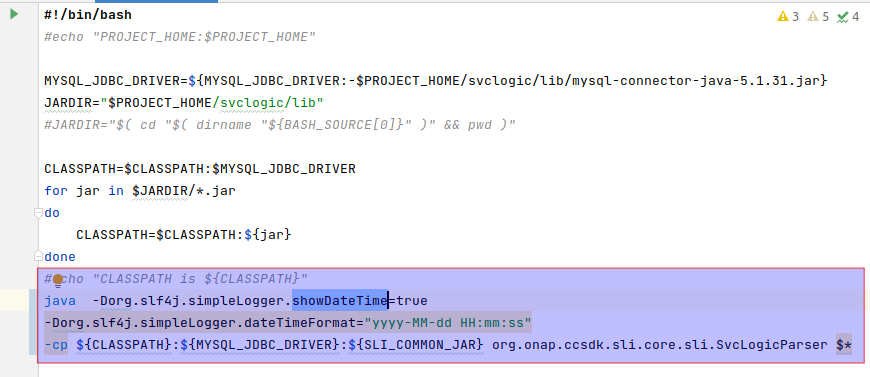 #!/bin/bash
#echo "PROJECT_HOME:$PROJECT_HOME"
MYSQL_JDBC_DRIVER=${MYSQL_JDBC_DRIVER:-$PROJECT_HOME/svclogic/lib/mysql-connector-java-5.1.31.jar}
JARDIR="$PROJECT_HOME/svclogic/lib"
#JARDIR="$( cd "$( dirname "${BASH_SOURCE[0]}" )" && pwd )"
CLASSPATH=$CLASSPATH:$MYSQL_JDBC_DRIVER
for jar in $JARDIR/*.jar
do
    CLASSPATH=$CLASSPATH:${jar}
done
#echo "CLASSPATH is ${CLASSPATH}"
java  -Dorg.slf4j.simpleLogger.showDateTime=true
-Dorg.slf4j.simpleLogger.dateTimeFormat="yyyy-MM-dd HH:mm:ss"
-cp ${CLASSPATH}:${MYSQL_JDBC_DRIVER}:${SLI_COMMON_JAR} org.onap.ccsdk.sli.core.sli.SvcLogicParser $*
3 5 4